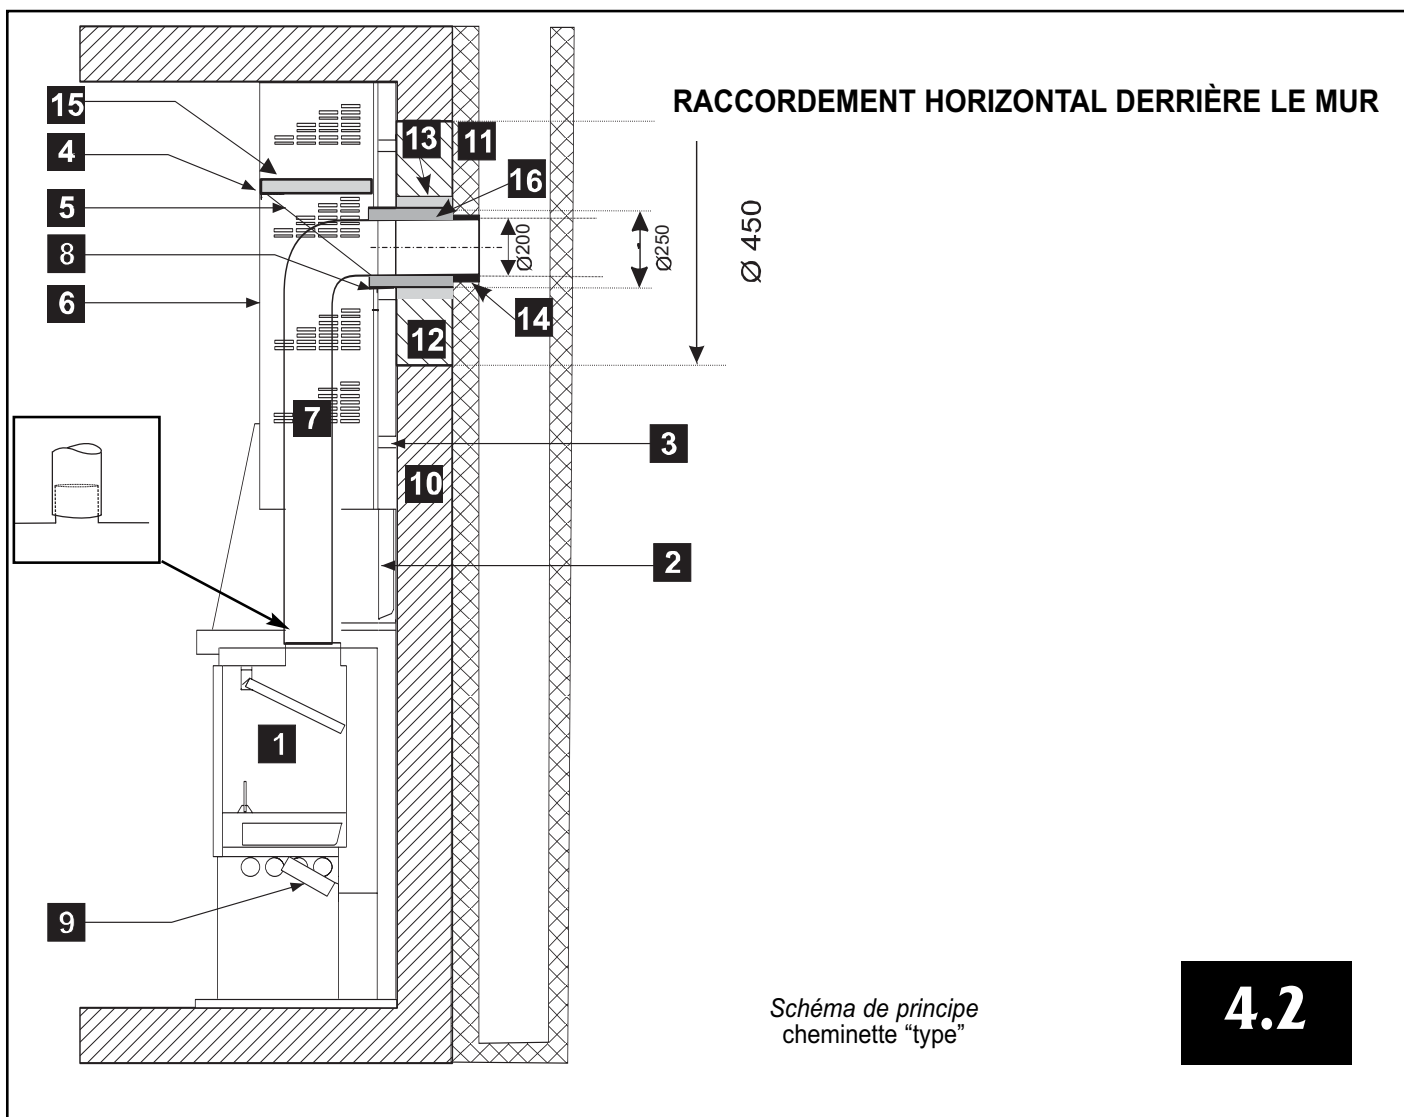 RACCORDEMENT HORIZONTAL DERRIÈRE LE MUR
15
4
5
8
6
13
11
16
Ø200
Ø250
Ø 450
14
12
7
3
10
2
1
9
Schéma de principe
cheminette “type”
4.2